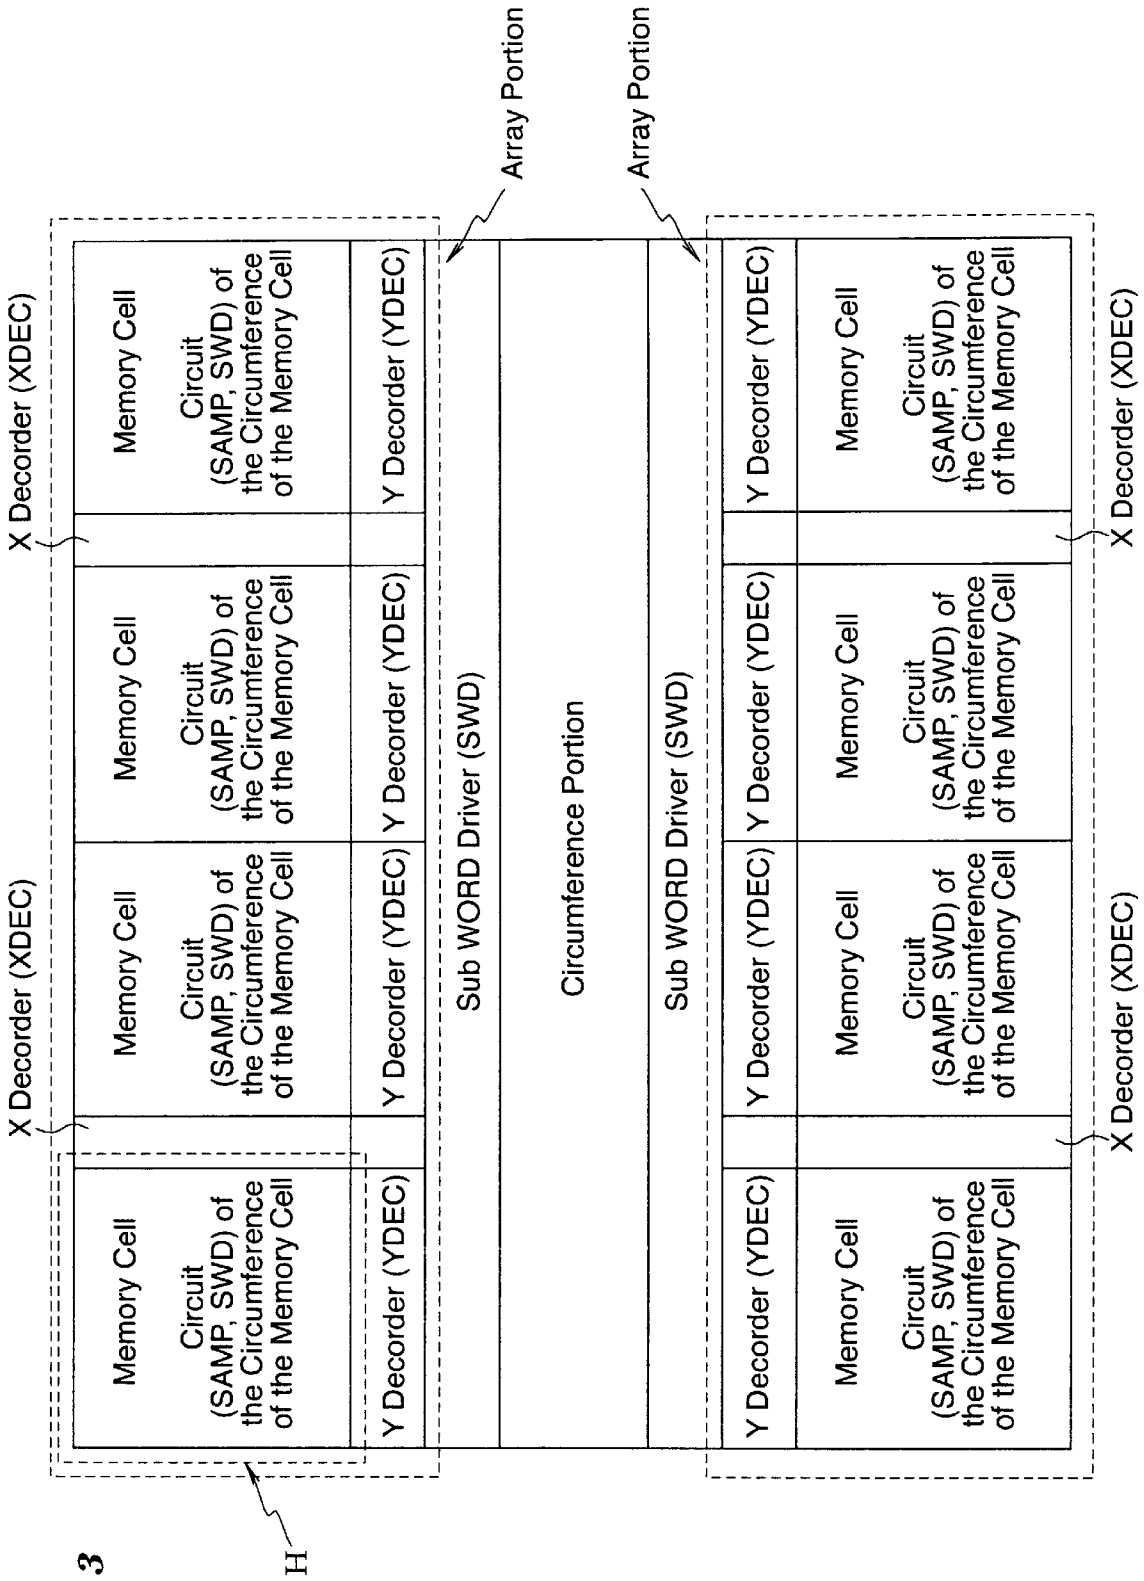 3
H
X Decorder (XDEC)
X Decorder (XDEC)
Memory Cell
Circuit
(SAMP, SWD) of
the Circumference
of the Memory Cell
Memory Cell
Circuit
(SAMP, SWD) of
the Circumference
of the Memory Cell
Memory Cell
Circuit
(SAMP, SWD) of
the Circumference
of the Memory Cell
Memory Cell
Circuit
(SAMP, SWD) of
the Circumference
of the Memory Cell
Y Decorder (YDEC)
Y Decorder (YDEC)
Y Decorder (YDEC)
Y Decorder (YDEC)
Array Portion
Sub WORD Driver (SWD)
Circumference Portion
Sub WORD Driver (SWD)
Array Portion
Y Decorder (YDEC)
Y Decorder (YDEC)
Y Decorder (YDEC)
Y Decorder (YDEC)
Memory Cell
Circuit
(SAMP, SWD) of
the Circumference
of the Memory Cell
Memory Cell
Circuit
(SAMP, SWD) of
the Circumference
of the Memory Cell
Memory Cell
Circuit
(SAMP, SWD) of
the Circumference
of the Memory Cell
Memory Cell
Circuit
(SAMP, SWD) of
the Circumference
of the Memory Cell
X Decorder (XDEC)
X Decorder (XDEC)